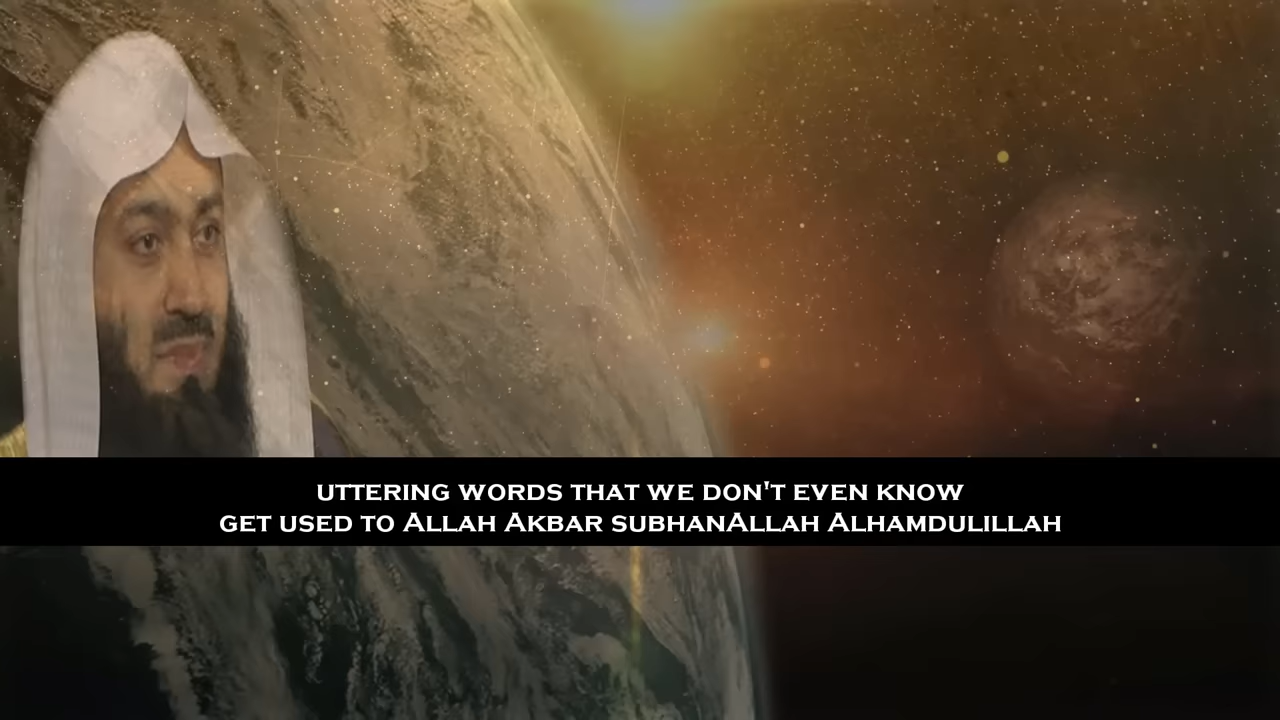 UTTERING WORDS THAT WE DON'T EVEN KNOW
GET USED TO ALLAH AKBAR SUBHANALLAH ALHAMDULILLAH